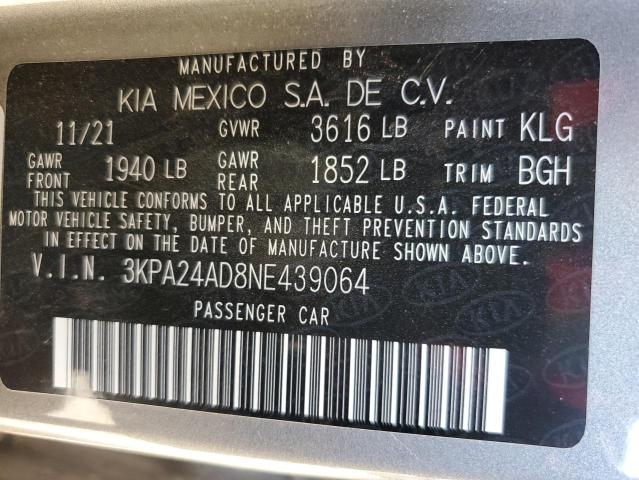 MANUFACTURED BY
KIA MEXICO S.A. DE C.V.
11/21 GVWR 3616 LB PAINT KLG
GAWR FRONT 1940 LB GAWR REAR 1852 LB TRIM BGH
THIS VEHICLE CONFORMS TO ALL APPLICABLE U.S.A. FEDERAL
MOTOR VEHICLE SAFETY, BUMPER, AND THEFT PREVENTION STANDARDS
IN EFFECT ON THE DATE OF MANUFACTURE SHOWN ABOVE.
V.I.N. 3KPA24AD8NE439064
PASSENGER CAR